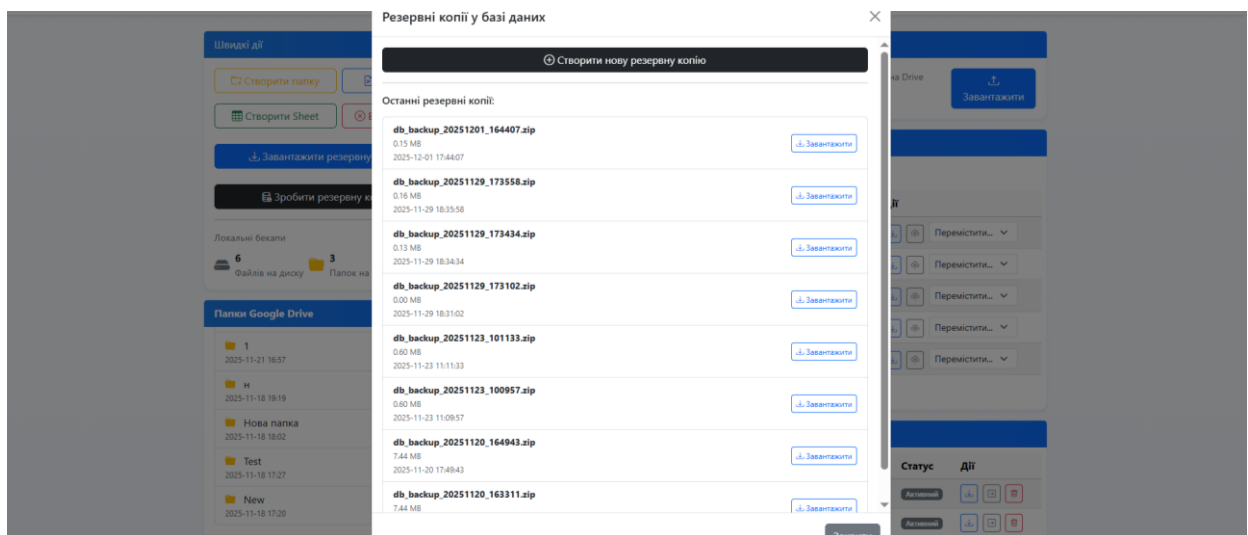 Резервні копії у базі даних
Створити нову резервну копію
Останні резервні копії:
db_backup_20251201_164407.zip
0.15 MB
2025-12-01 17:44:07
Завантажити
db_backup_20251129_173558.zip
0.16 MB
2025-11-29 18:35:58
Завантажити
db_backup_20251129_173434.zip
0.13 MB
2025-11-29 18:34:34
Завантажити
db_backup_20251129_173102.zip
0.00 MB
2025-11-29 18:31:02
Завантажити
db_backup_20251123_101133.zip
0.60 MB
2025-11-23 11:11:33
Завантажити
db_backup_20251123_100957.zip
0.60 MB
2025-11-23 11:09:57
Завантажити
db_backup_20251120_164943.zip
7.44 MB
2025-11-20 17:49:43
Завантажити
db_backup_20251120_163311.zip
7.44 MB
Завантажити
Швидкі дії
Створити папку
Створити Sheet
Завантажити резервну
Зробити резервну
Локальні бекапи
6
Файлів на диску
3
Папок на
Папки Google Drive
1
2025-11-21 16:57
н
2025-11-18 19:19
Нова папка
2025-11-18 18:02
Test
2025-11-18 17:27
New
2025-11-18 17:20
на Drive
Завантажити
Перемістити...
Перемістити...
Перемістити...
Перемістити...
Перемістити...
Статус Дії
Активний
Активний